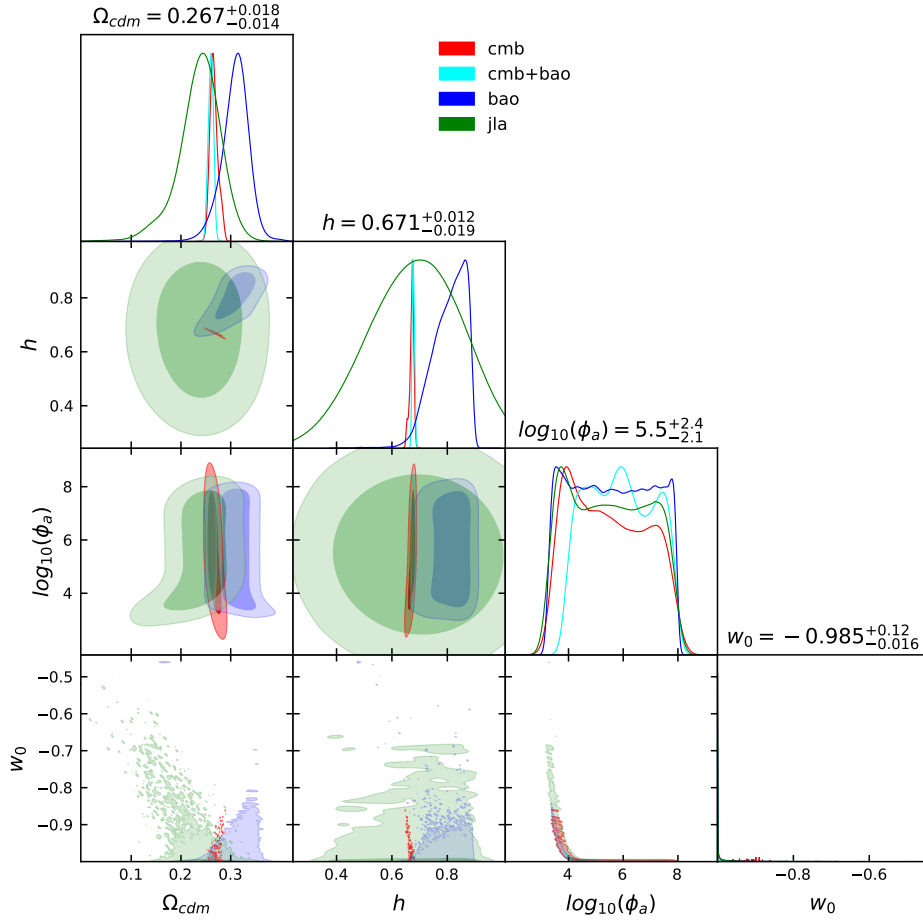 Ω_cdm = 0.267^{+0.018}_{−0.014}
cmb
cmb+bao
bao
jla
h = 0.671^{+0.012}_{−0.019}
0.8
0.6
0.4
h
log_10(ϕ_a) = 5.5^{+2.4}_{−2.1}
8
6
4
log_10(ϕ_a)
w_0 = −0.985^{+0.12}_{−0.016}
−0.5
−0.6
−0.7
−0.8
−0.9
w_0
0.1 0.2 0.3 0.4 0.6 0.8 4 6 8 −0.8 −0.6
Ω_cdm h log_10(ϕ_a) w_0